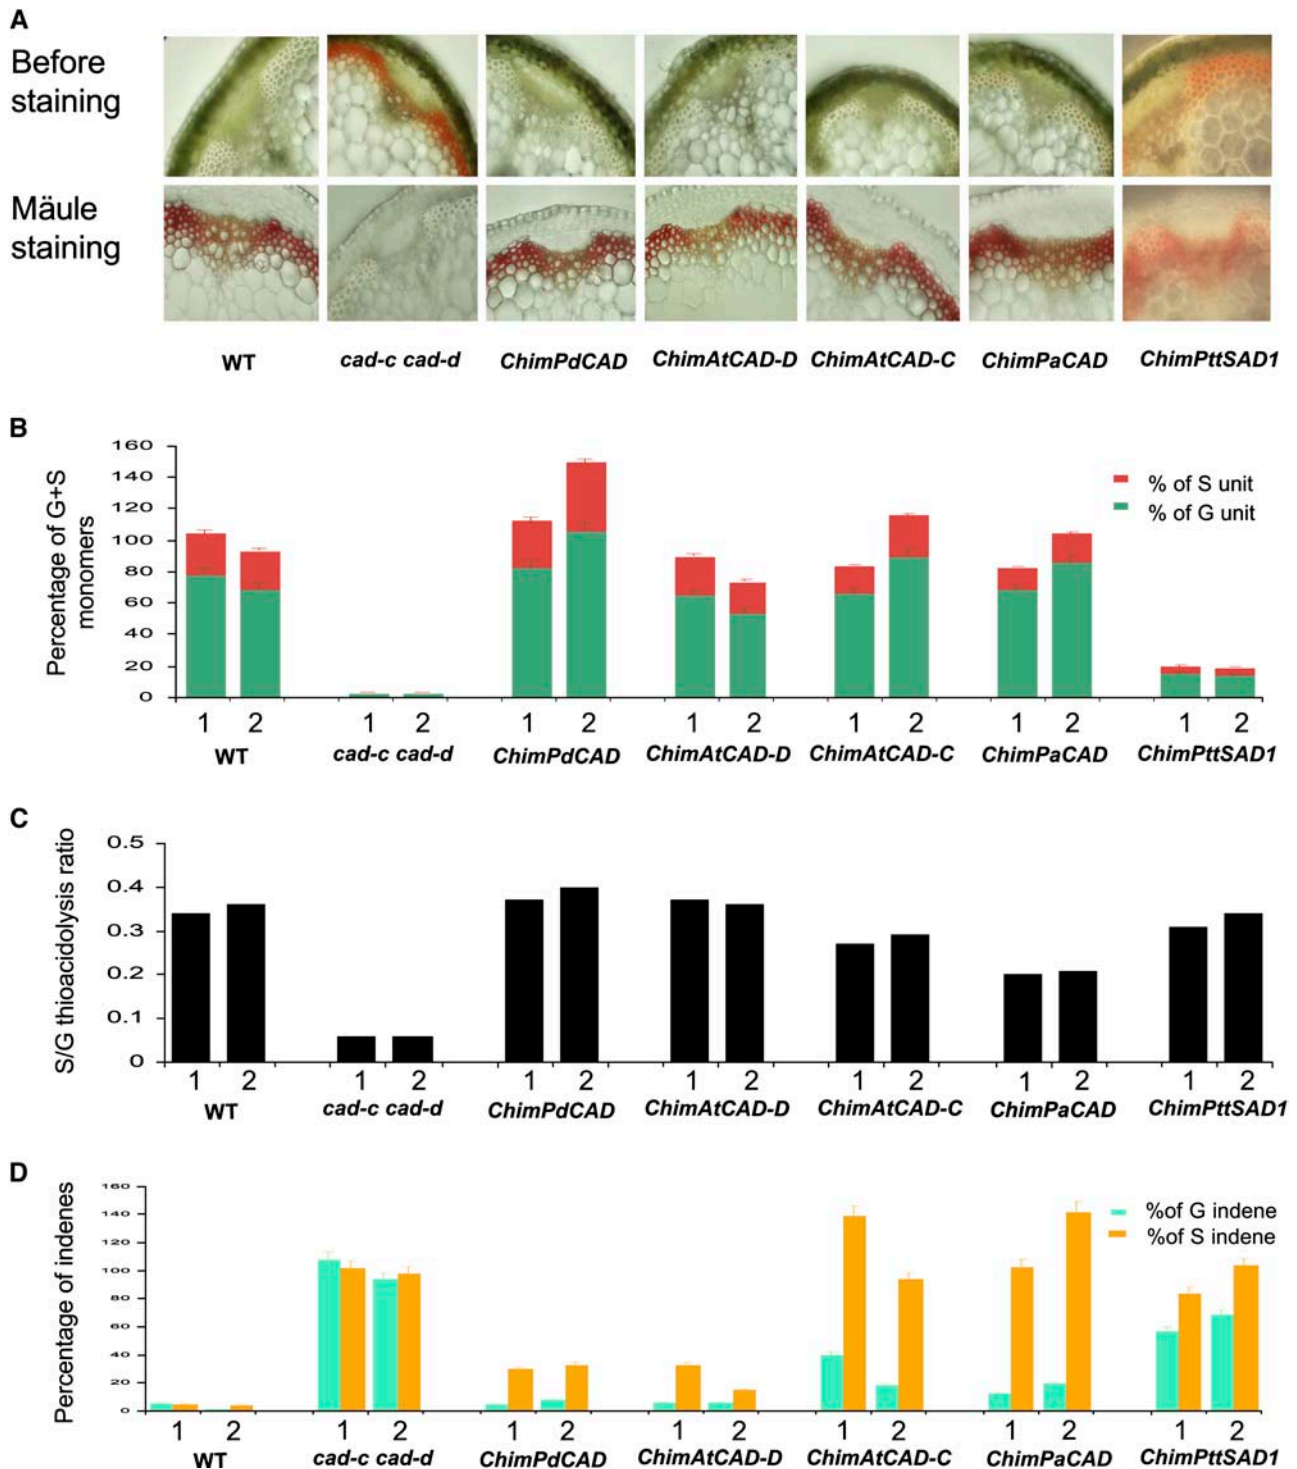 A
Before
staining
Mäule
staining
WT cad-c cad-d ChimPdCAD ChimAtCAD-D ChimAtCAD-C ChimPaCAD ChimPttSAD1
B
Percentage of G+S
monomers
160
140
120
100
80
60
40
20
0
% of S unit
% of G unit
1 2 1 2 1 2 1 2 1 2 1 2 1 2
WT cad-c cad-d ChimPdCAD ChimAtCAD-D ChimAtCAD-C ChimPaCAD ChimPttSAD1
C
S/G thioacidolysis ratio
0.5
0.4
0.3
0.2
0.1
0
1 2 1 2 1 2 1 2 1 2 1 2 1 2
WT cad-c cad-d ChimPdCAD ChimAtCAD-D ChimAtCAD-C ChimPaCAD ChimPttSAD1
D
Percentage of indenes
160
140
120
100
80
60
40
20
0
%of G indene
%of S indene
1 2 1 2 1 2 1 2 1 2 1 2 1 2
WT cad-c cad-d ChimPdCAD ChimAtCAD-D ChimAtCAD-C ChimPaCAD ChimPttSAD1